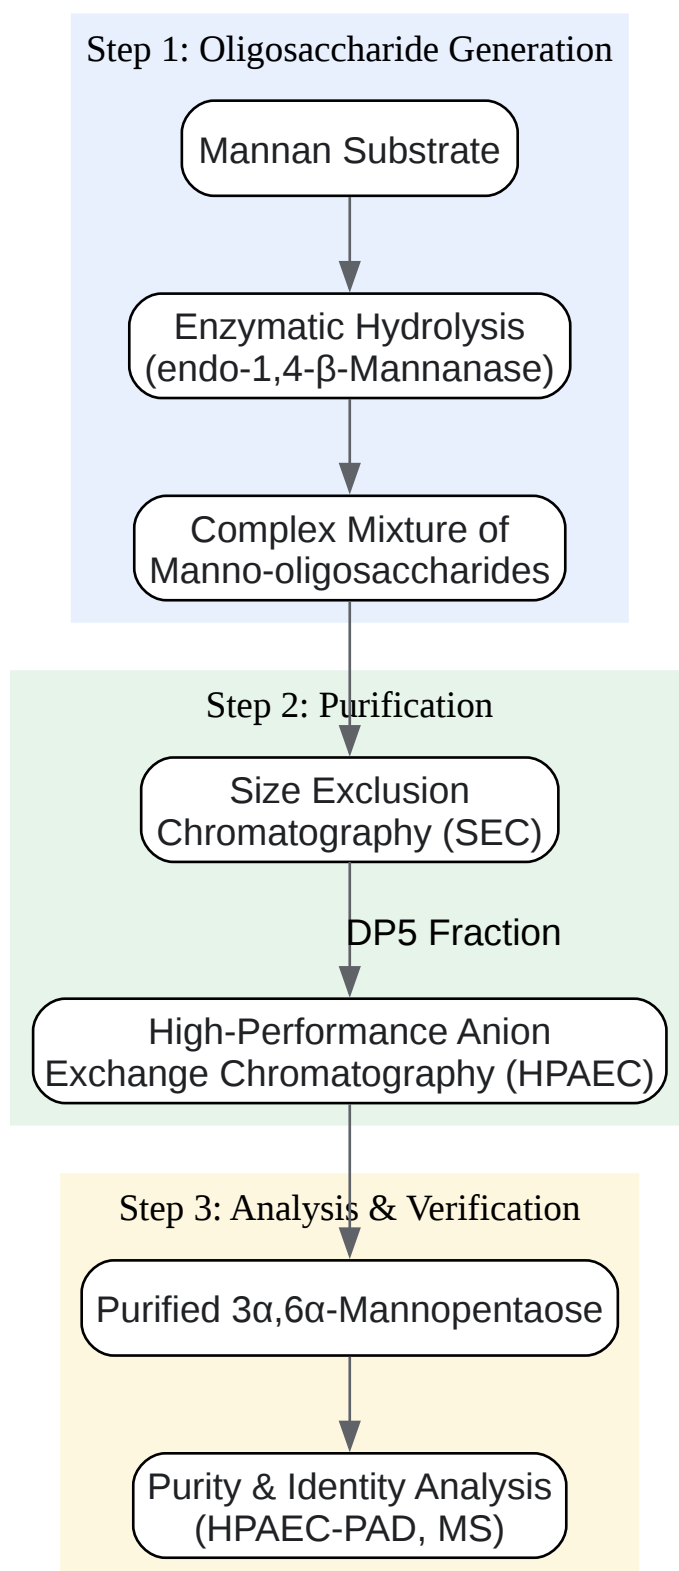 Step 1: Oligosaccharide Generation
Mannan Substrate
Enzymatic Hydrolysis
(endo-1,4-β-Mannanase)
Complex Mixture of
Manno-oligosaccharides
Step 2: Purification
Size Exclusion
Chromatography (SEC)
DP5 Fraction
High-Performance Anion
Exchange Chromatography (HPAEC)
Step 3: Analysis & Verification
Purified 3α,6α-Mannopentaose
Purity & Identity Analysis
(HPAEC-PAD, MS)